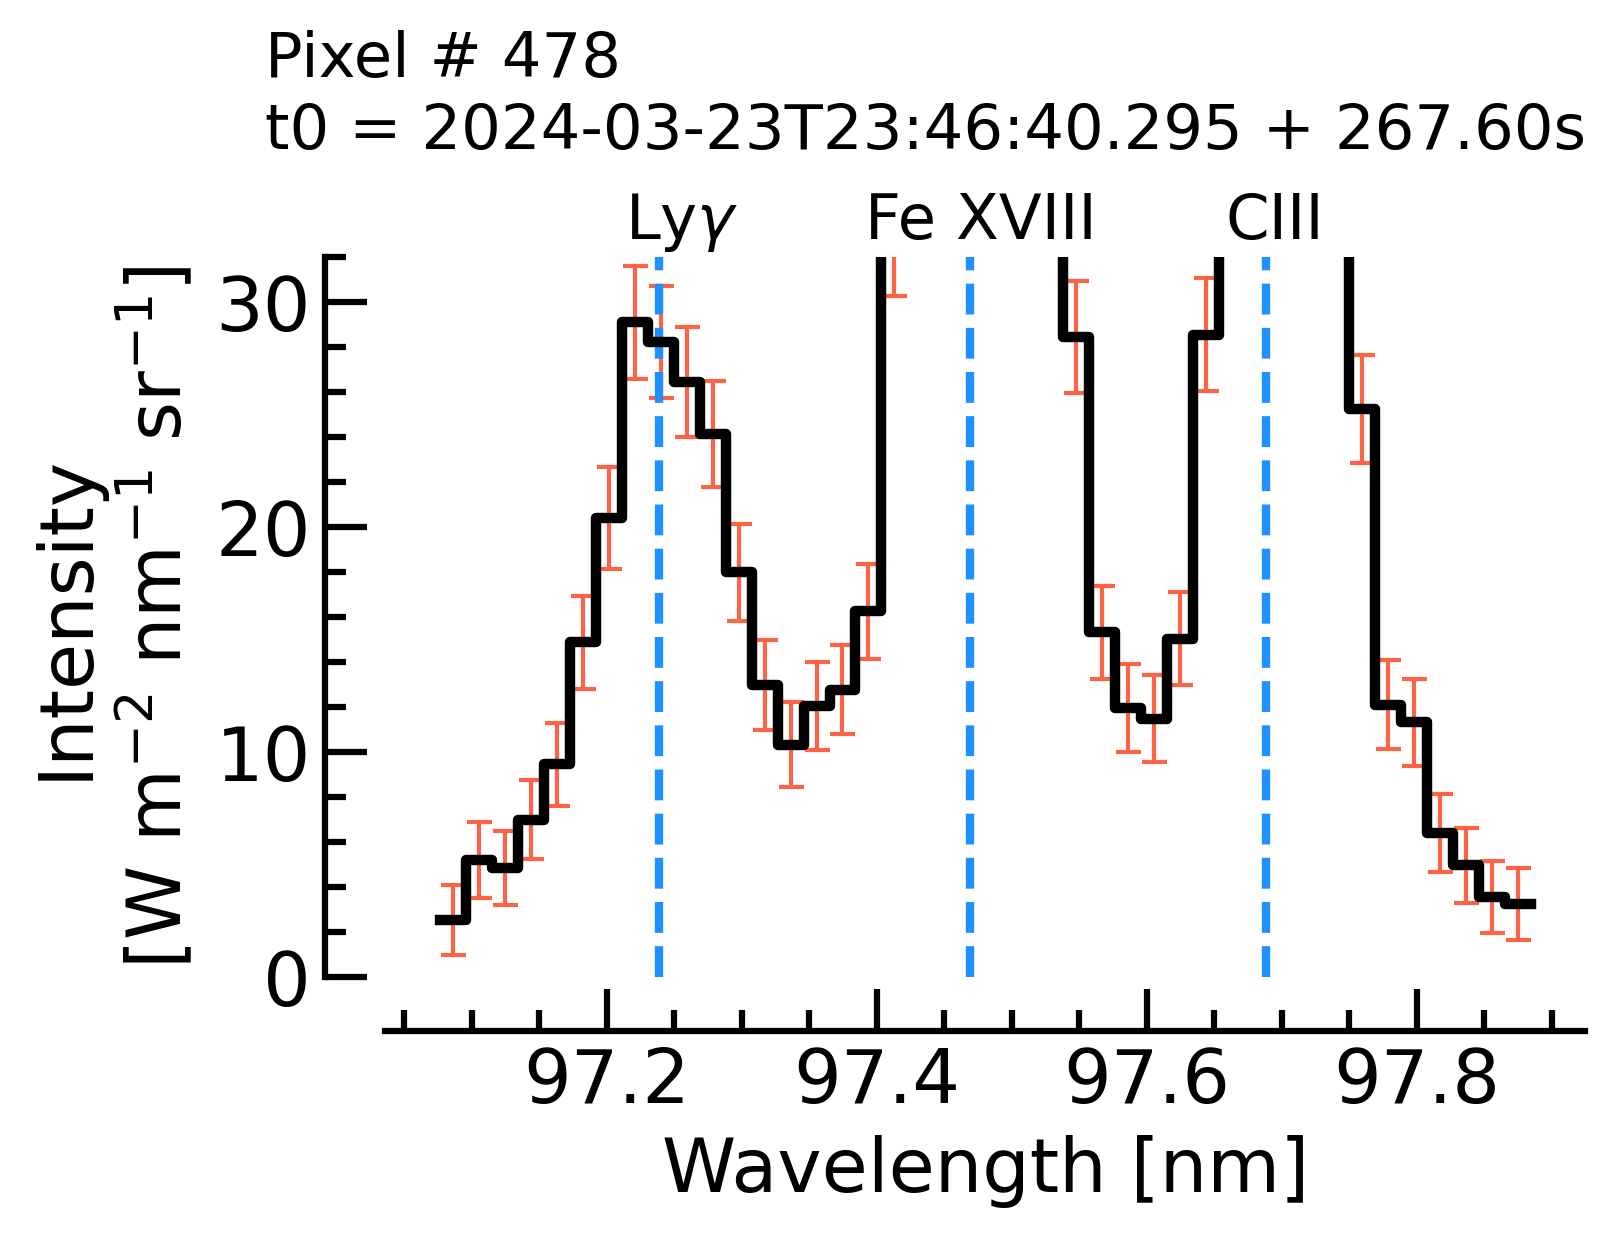 Pixel # 478
t0 = 2024-03-23T23:46:40.295 + 267.60s
Lyγ Fe XVIII CIII
Intensity
[W m⁻² nm⁻¹ sr⁻¹]
30
20
10
0
97.2 97.4 97.6 97.8
Wavelength [nm]